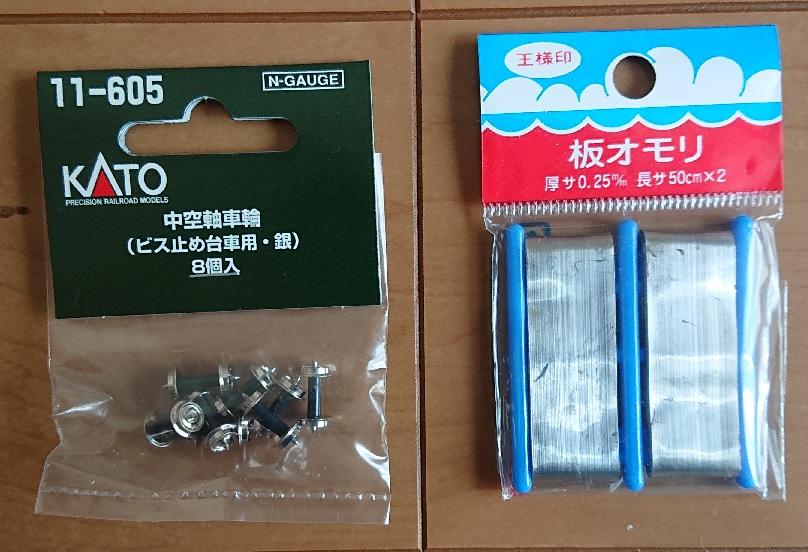 11-605
N-GAUGE
KATO
PRECISION RAILROAD MODELS
中空軸車輪
(ビス止め台車用・銀)
8個入
王様印
板オモリ
厚サ0.25m/m 長サ50cm×2